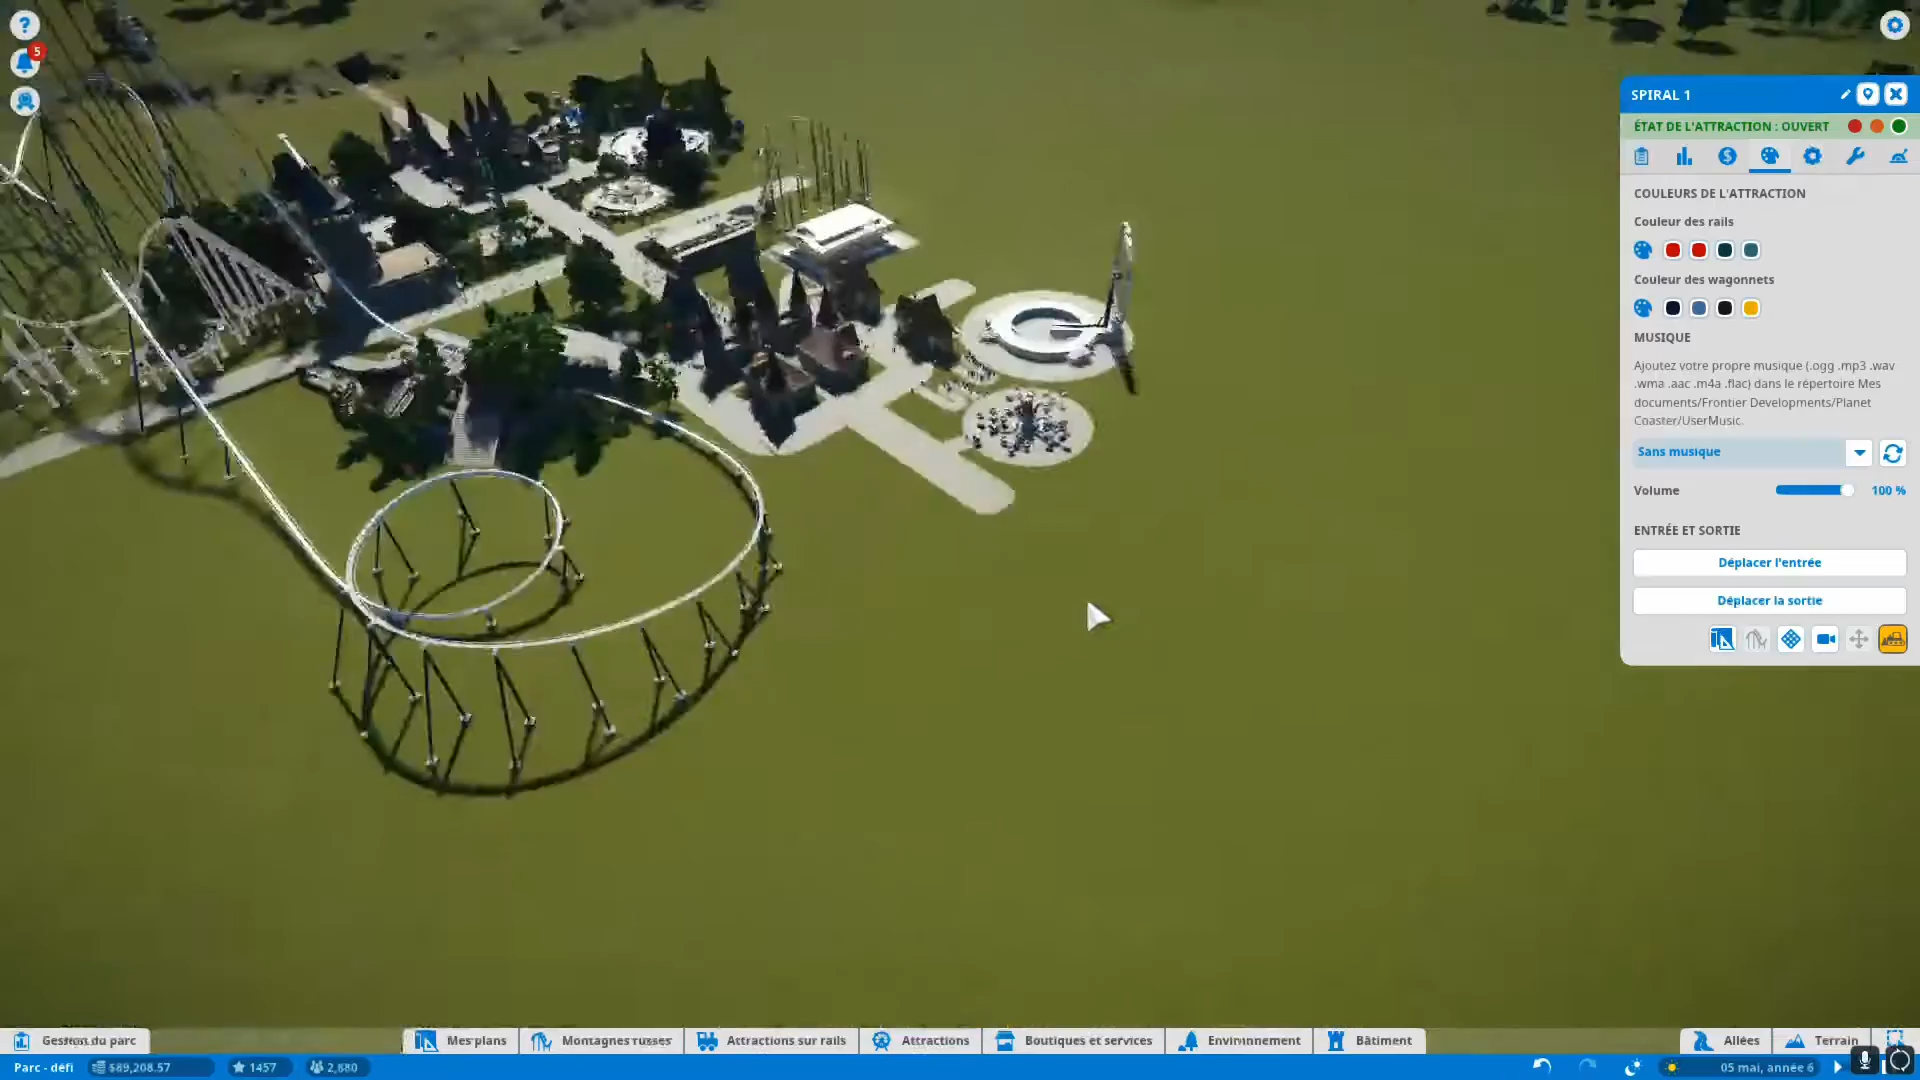 ?
5
SPIRAL 1
ÉTAT DE L'ATTRACTION : OUVERT
COULEURS DE L'ATTRACTION
Couleur des rails
Couleur des wagonnets
MUSIQUE
Ajoutez votre propre musique (.ogg .mp3 .wav
.wma .aac .m4a .flac) dans le répertoire Mes
documents/Frontier Developments/Planet
Coaster/UserMusic.
Sans musique
Volume 100 %
ENTRÉE ET SORTIE
Déplacer l'entrée
Déplacer la sortie
Gestion du parc
Mes plans
Montagnes russes
Attractions sur rails
Attractions
Boutiques et services
Environnement
Bâtiment
Allées
Terrain
Parc - défi
$89,208.57
1457
2,880
05 mai, année 6